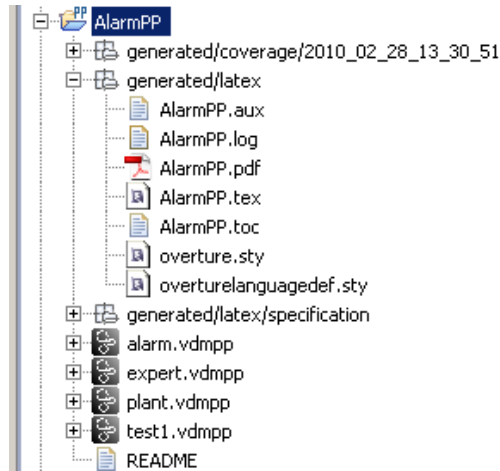 AlarmPP
generated/coverage/2010_02_28_13_30_51
generated/latex
AlarmPP.aux
AlarmPP.log
AlarmPP.pdf
AlarmPP.tex
AlarmPP.toc
overture.sty
overturelanguagedef.sty
generated/latex/specification
alarm.vdmpp
expert.vdmpp
plant.vdmpp
test1.vdmpp
README